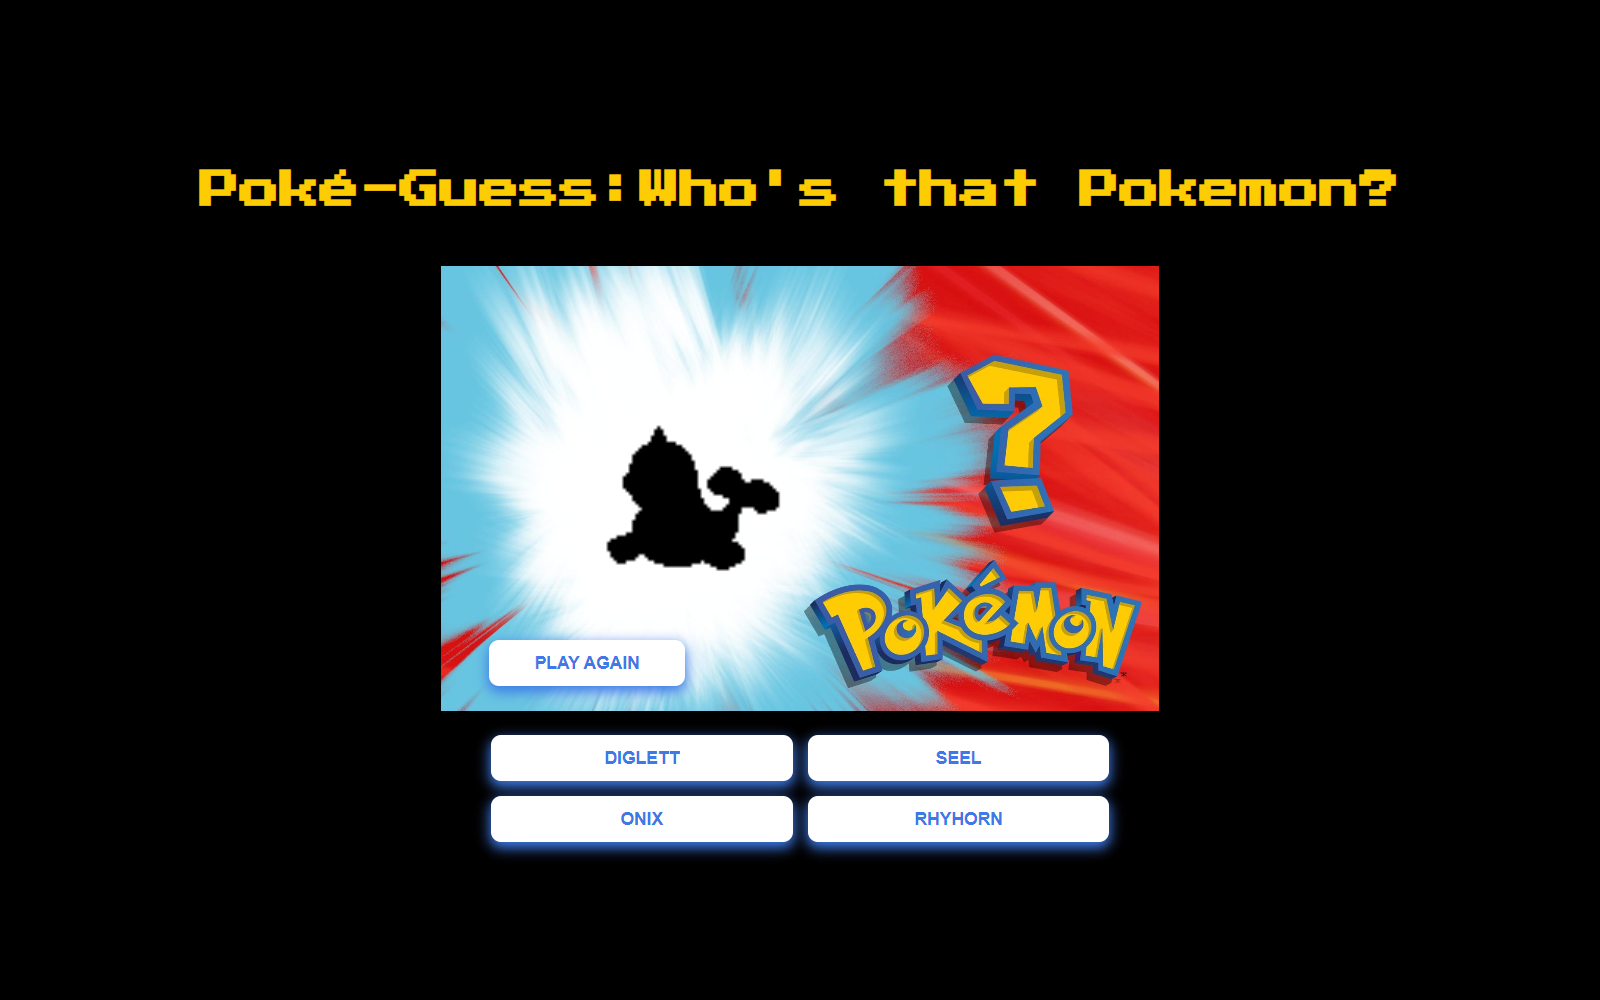 Poké-Guess:Who's that Pokemon?
?
POKéMON
PLAY AGAIN
DIGLETT
SEEL
ONIX
RHYHORN